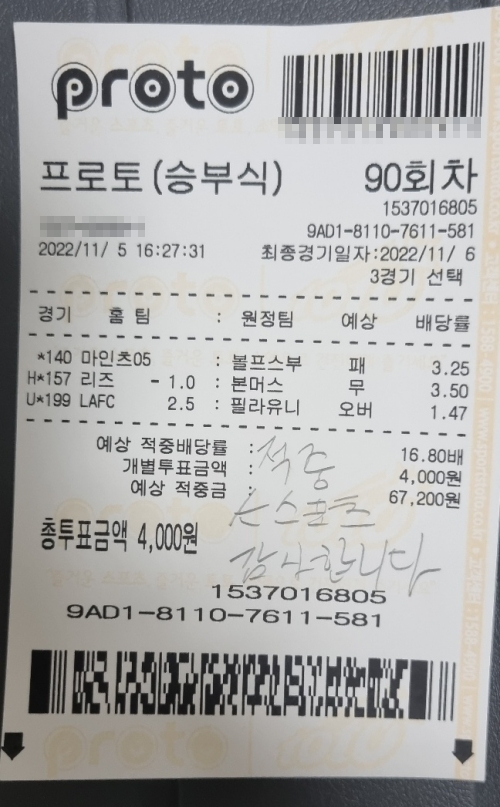 proto
프로토(승부식) 90회차
1537016805
9AD1-8110-7611-581
2022/11/ 5 16:27:31 최종경기일자:2022/11/ 6
3경기 선택
경기 홈 팀 : 원정팀 예상 배당률
*140 마인츠05 : 볼프스부 패 3.25
H*157 리즈 - 1.0 : 본머스 무 3.50
U*199 LAFC 2.5 : 필라유니 오버 1.47
예상 적중배당률 : 16.80배
개별투표금액 : 4,000원
예상 적중금 : 67,200원
적중
스포츠
감사합니다
총투표금액 4,000원
1537016805
9AD1-8110-7611-581